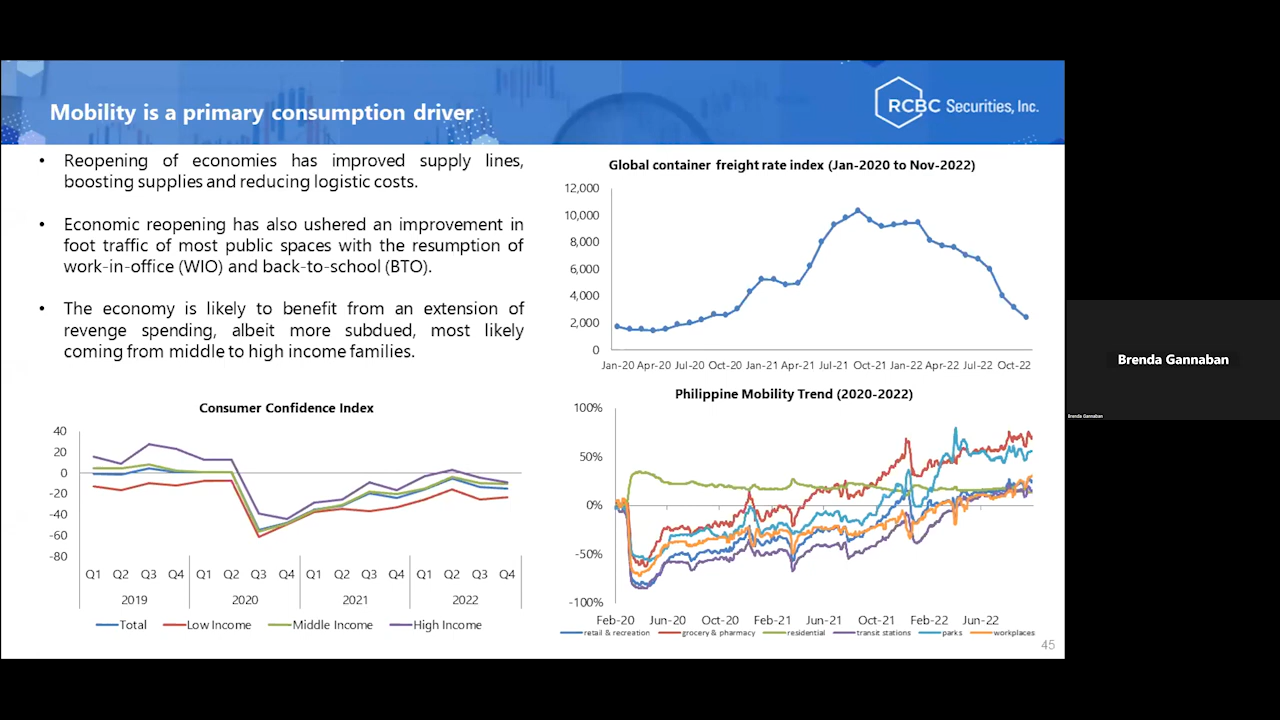 Mobility is a primary consumption driver
RCBC Securities, Inc.
• Reopening of economies has improved supply lines,
boosting supplies and reducing logistic costs.
• Economic reopening has also ushered an improvement in
foot traffic of most public spaces with the resumption of
work-in-office (WIO) and back-to-school (BTO).
• The economy is likely to benefit from an extension of
revenge spending, albeit more subdued, most likely
coming from middle to high income families.
Global container freight rate index (Jan-2020 to Nov-2022)
12,000
10,000
8,000
6,000
4,000
2,000
0
Jan-20 Apr-20 Jul-20 Oct-20 Jan-21 Apr-21 Jul-21 Oct-21 Jan-22 Apr-22 Jul-22 Oct-22
Consumer Confidence Index
40
20
0
-20
-40
-60
-80
Q1 Q2 Q3 Q4 Q1 Q2 Q3 Q4 Q1 Q2 Q3 Q4 Q1 Q2 Q3 Q4
2019 2020 2021 2022
Total Low Income Middle Income High Income
Philippine Mobility Trend (2020-2022)
100%
50%
0%
-50%
-100%
Feb-20 Jun-20 Oct-20 Feb-21 Jun-21 Oct-21 Feb-22 Jun-22
retail & recreation grocery & pharmacy residential transit stations parks workplaces
45
Brenda Gannaban
Brenda Gannaban